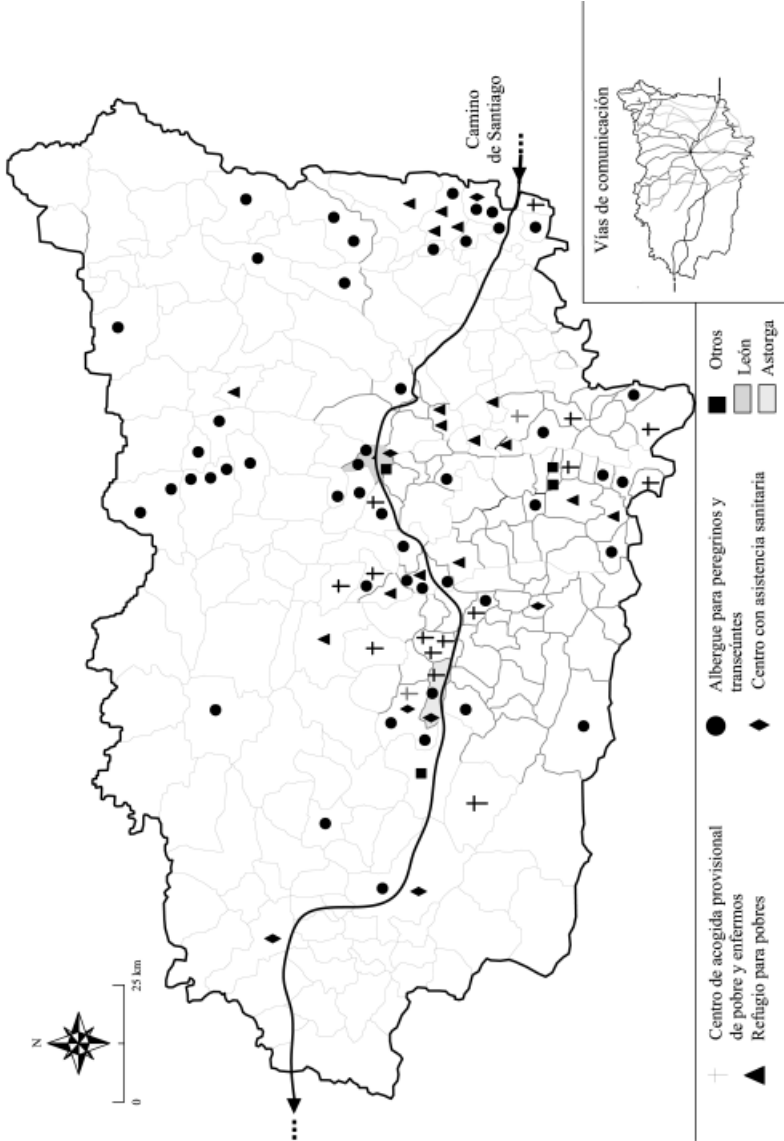 N
0
25 km
Camino
de Santiago
Vías de comunicación
Centro de acogida provisional
de pobre y enfermos
Refugio para pobres
Albergue para peregrinos y
transeúntes
Centro con asistencia sanitaria
Otros
León
Astorga